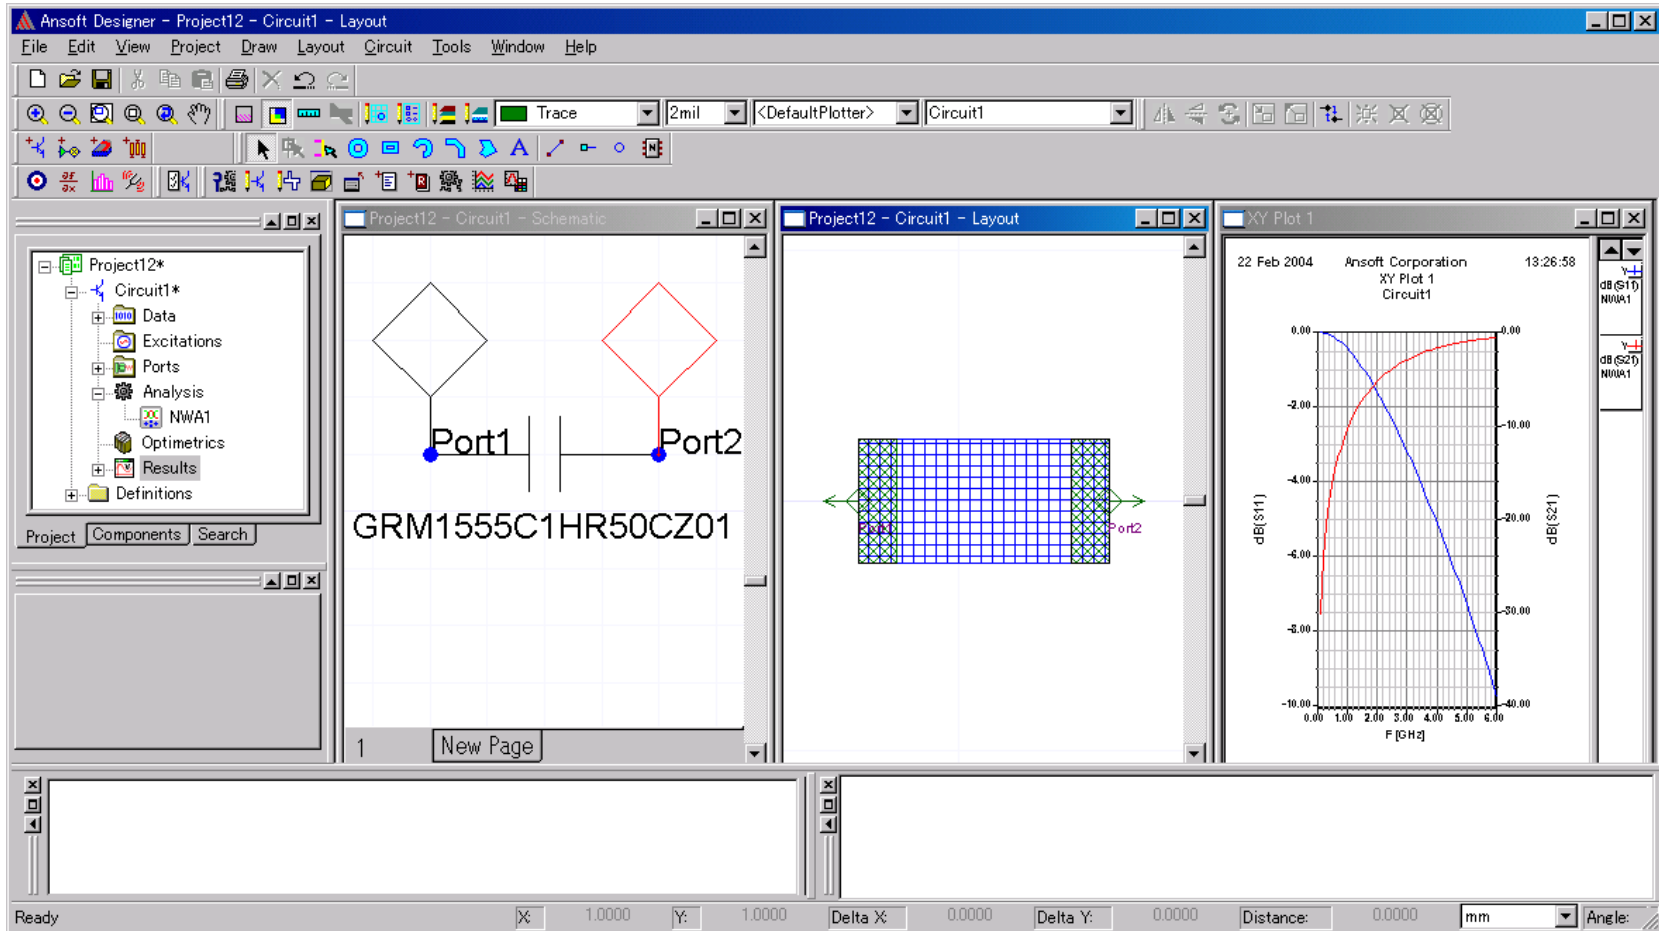 Ansoft Designer - Project12 - Circuit1 - Layout
File Edit View Project Draw Layout Circuit Tools Window Help
Trace 2mil <DefaultPlotter> Circuit1
Project12 - Circuit1 - Schematic
Project12 - Circuit1 - Layout
XY Plot 1
Project12*
Circuit1*
Data
Excitations
Ports
Analysis
NWA1
Optimetrics
Results
Definitions
Project Components Search
Port1 Port2
GRM1555C1HR50CZ01
1 New Page
Port1 Port2
22 Feb 2004 Ansoft Corporation 13:26:58
XY Plot 1
Circuit1
Y
dB(S11)
NWA1
Y
dB(S21)
NWA1
0.00 0.00
-2.00
-10.00
-4.00
-20.00
dB(S11) dB(S21)
-6.00
-30.00
-8.00
-10.00 -40.00
0.00 1.00 2.00 3.00 4.00 5.00 6.00
F [GHz]
Ready X: 1.0000 Y: 1.0000 Delta X: 0.0000 Delta Y: 0.0000 Distance: 0.0000 mm Angle: